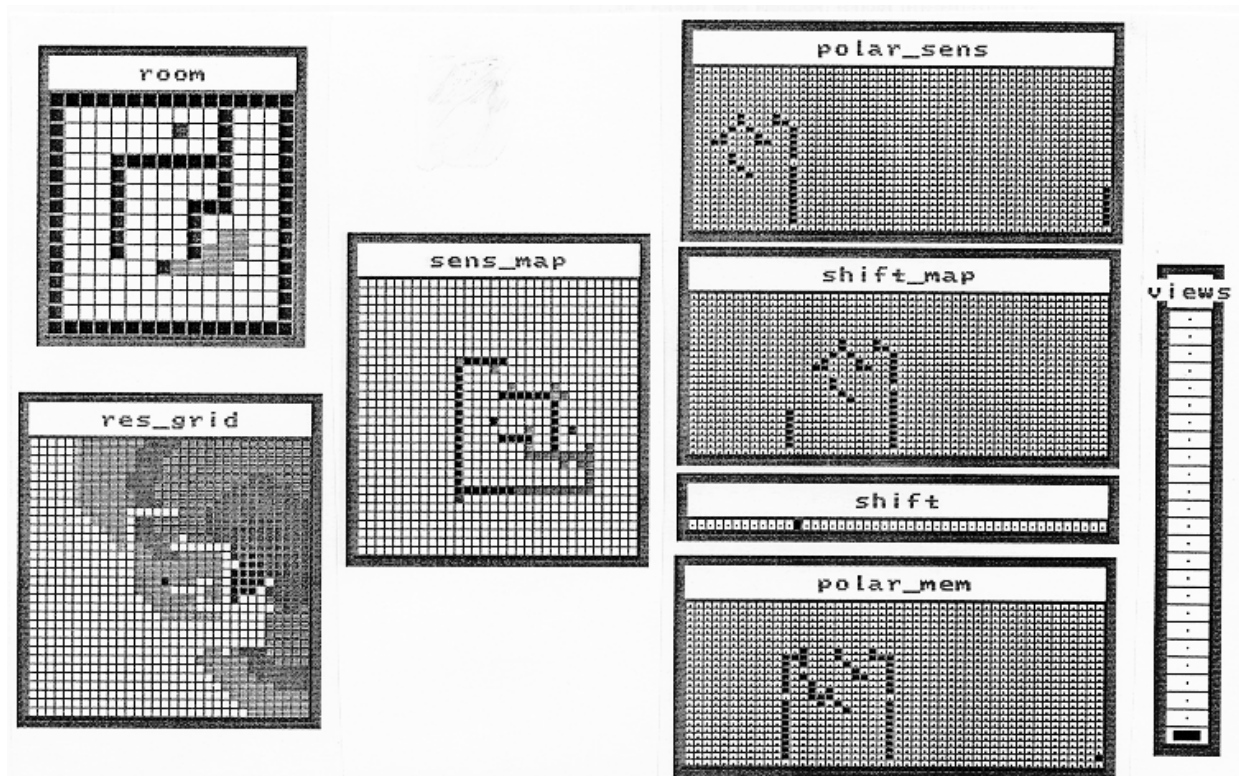 room
res_grid
sens_map
polar_sens
shift_map
shift
polar_mem
views